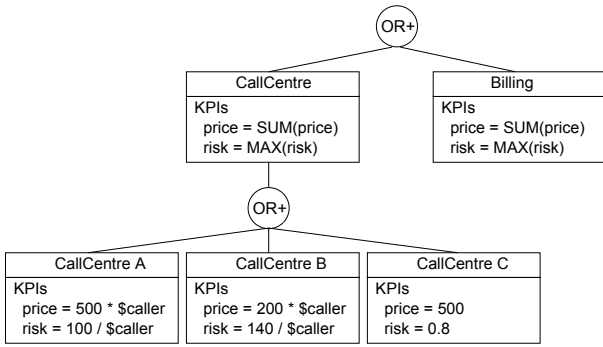 OR+
CallCentre
KPIs
price = SUM(price)
risk = MAX(risk)
Billing
KPIs
price = SUM(price)
risk = MAX(risk)
OR+
CallCentre A
KPIs
price = 500 * $caller
risk = 100 / $caller
CallCentre B
KPIs
price = 200 * $caller
risk = 140 / $caller
CallCentre C
KPIs
price = 500
risk = 0.8